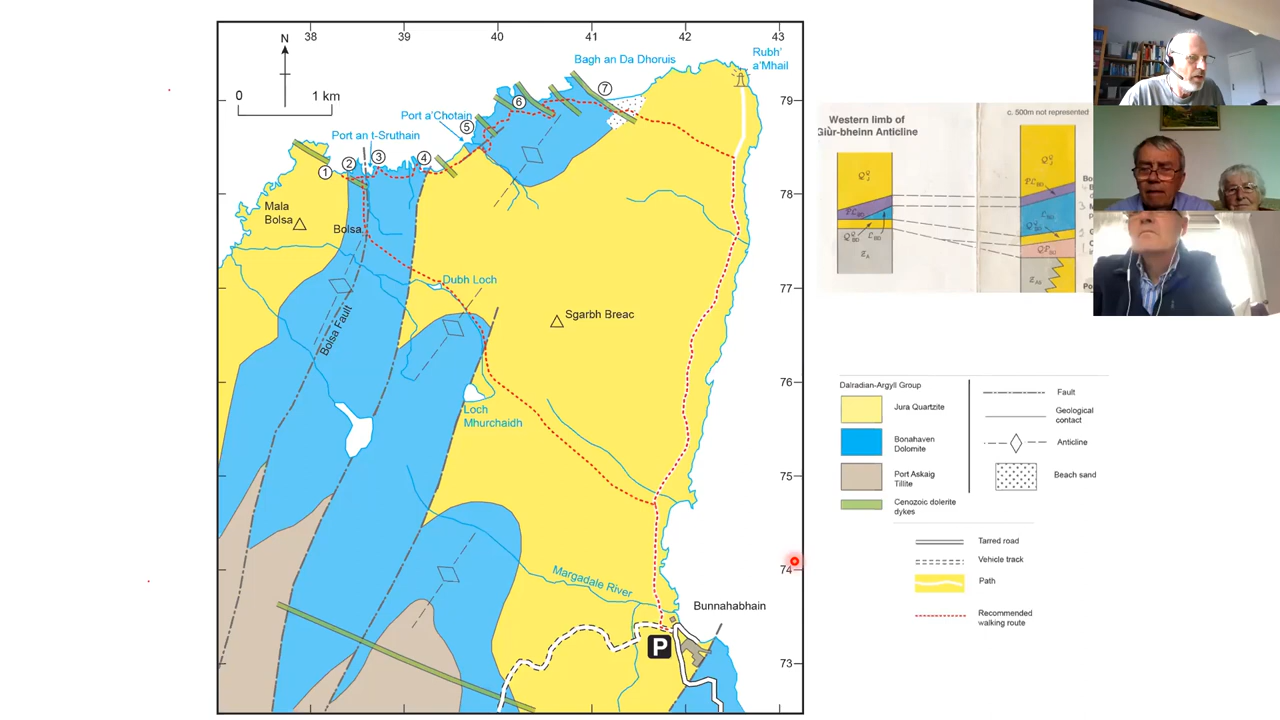 38
39
40
41
42
43
N
0
1 km
Bagh an Da Dhoruis
Rubh'
a'Mhail
79
7
6
Port a'Chotain
5
Port an t-Sruthain
2
3
4
1
78
Mala
Bolsa
Bolsa
Dubh Loch
77
Sgarbh Breac
Bolsa Fault
76
Loch
Mhurchaidh
75
74
Margadale River
Bunnahabhain
P
73
Western limb of
Giùr-bheinn Anticline
c. 500m not represented
Dalradian-Argyll Group
Jura Quartzite
Bonahaven
Dolomite
Port Askaig
Tillite
Cenozoic dolerite
dykes
Fault
Geological
contact
Anticline
Beach sand
Tarred road
Vehicle track
Path
Recommended
walking route